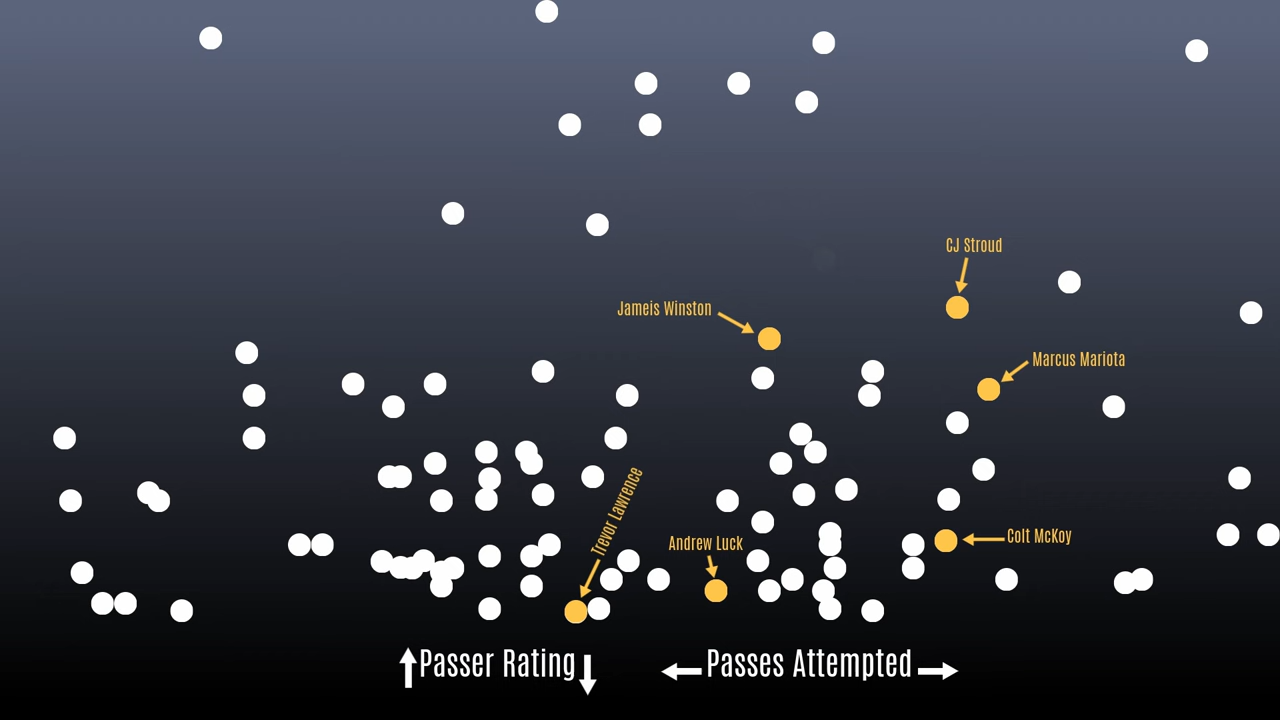 CJ Stroud
Jameis Winston
Marcus Mariota
Trevor Lawrence
Andrew Luck
Colt McKoy
Passer Rating
Passes Attempted